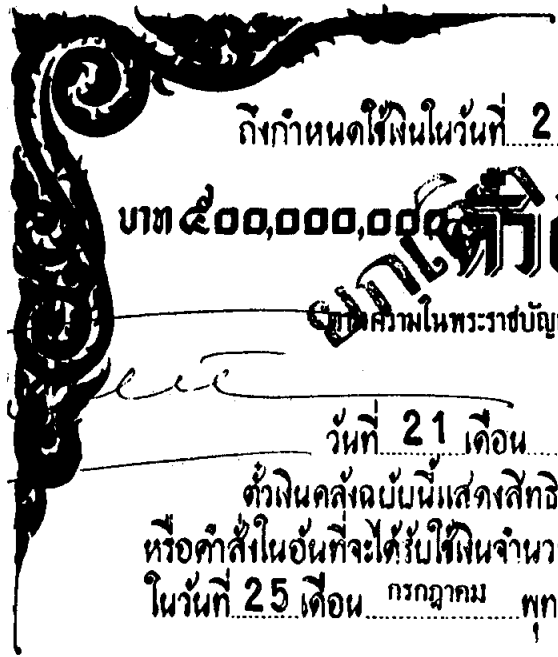 ถึงกำหนดใช้เงินในวันที่ 2
บาท ๕๐๐,๐๐๐,๐๐๐
ตามความในพระราชบัญ
วันที่ 21 เดือน
ตั๋วเงินคลังฉบับนี้แสดงสิทธิ
หรือคำสั่งในอันที่จะได้รับใช้เงินจำนว
ในวันที่ 25 เดือน กรกฎาคม พุท